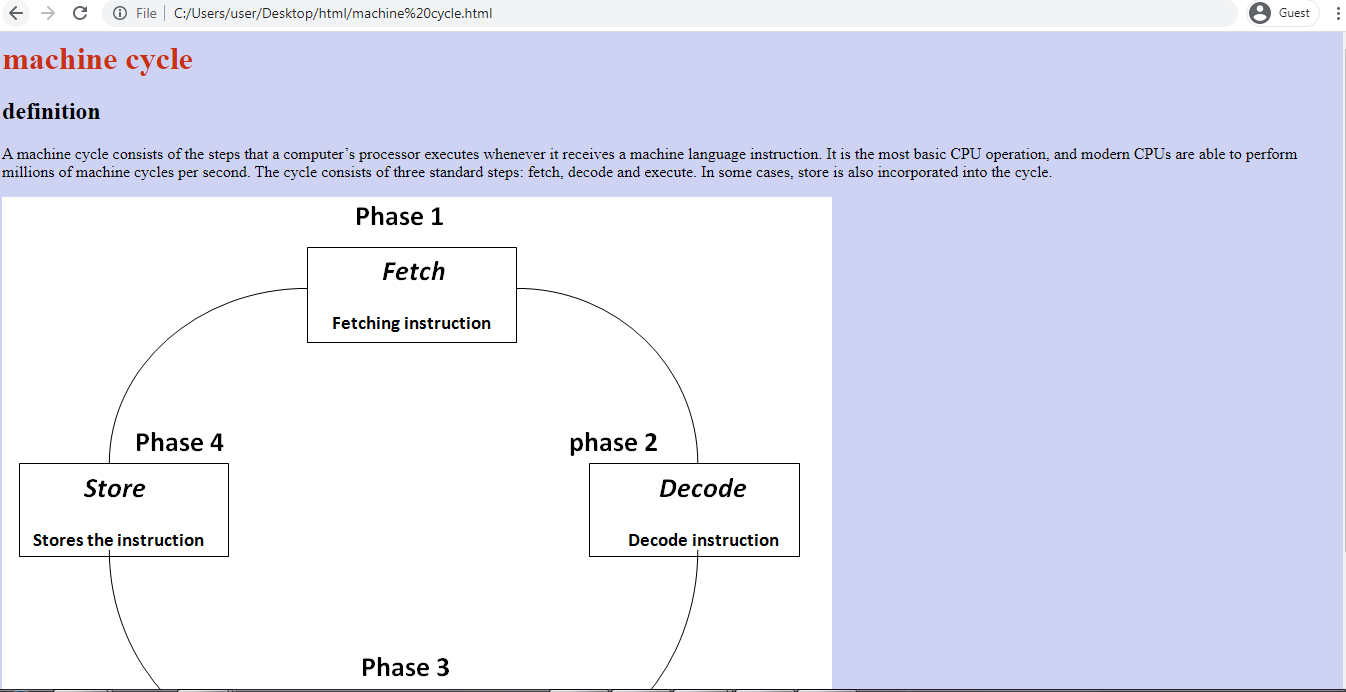 File C:/Users/user/Desktop/html/machine%20cycle.html Guest
machine cycle
definition
A machine cycle consists of the steps that a computer’s processor executes whenever it receives a machine language instruction. It is the most basic CPU operation, and modern CPUs are able to perform
millions of machine cycles per second. The cycle consists of three standard steps: fetch, decode and execute. In some cases, store is also incorporated into the cycle.
Phase 1
Fetch
Fetching instruction
Phase 4
phase 2
Store
Decode
Stores the instruction
Decode instruction
Phase 3